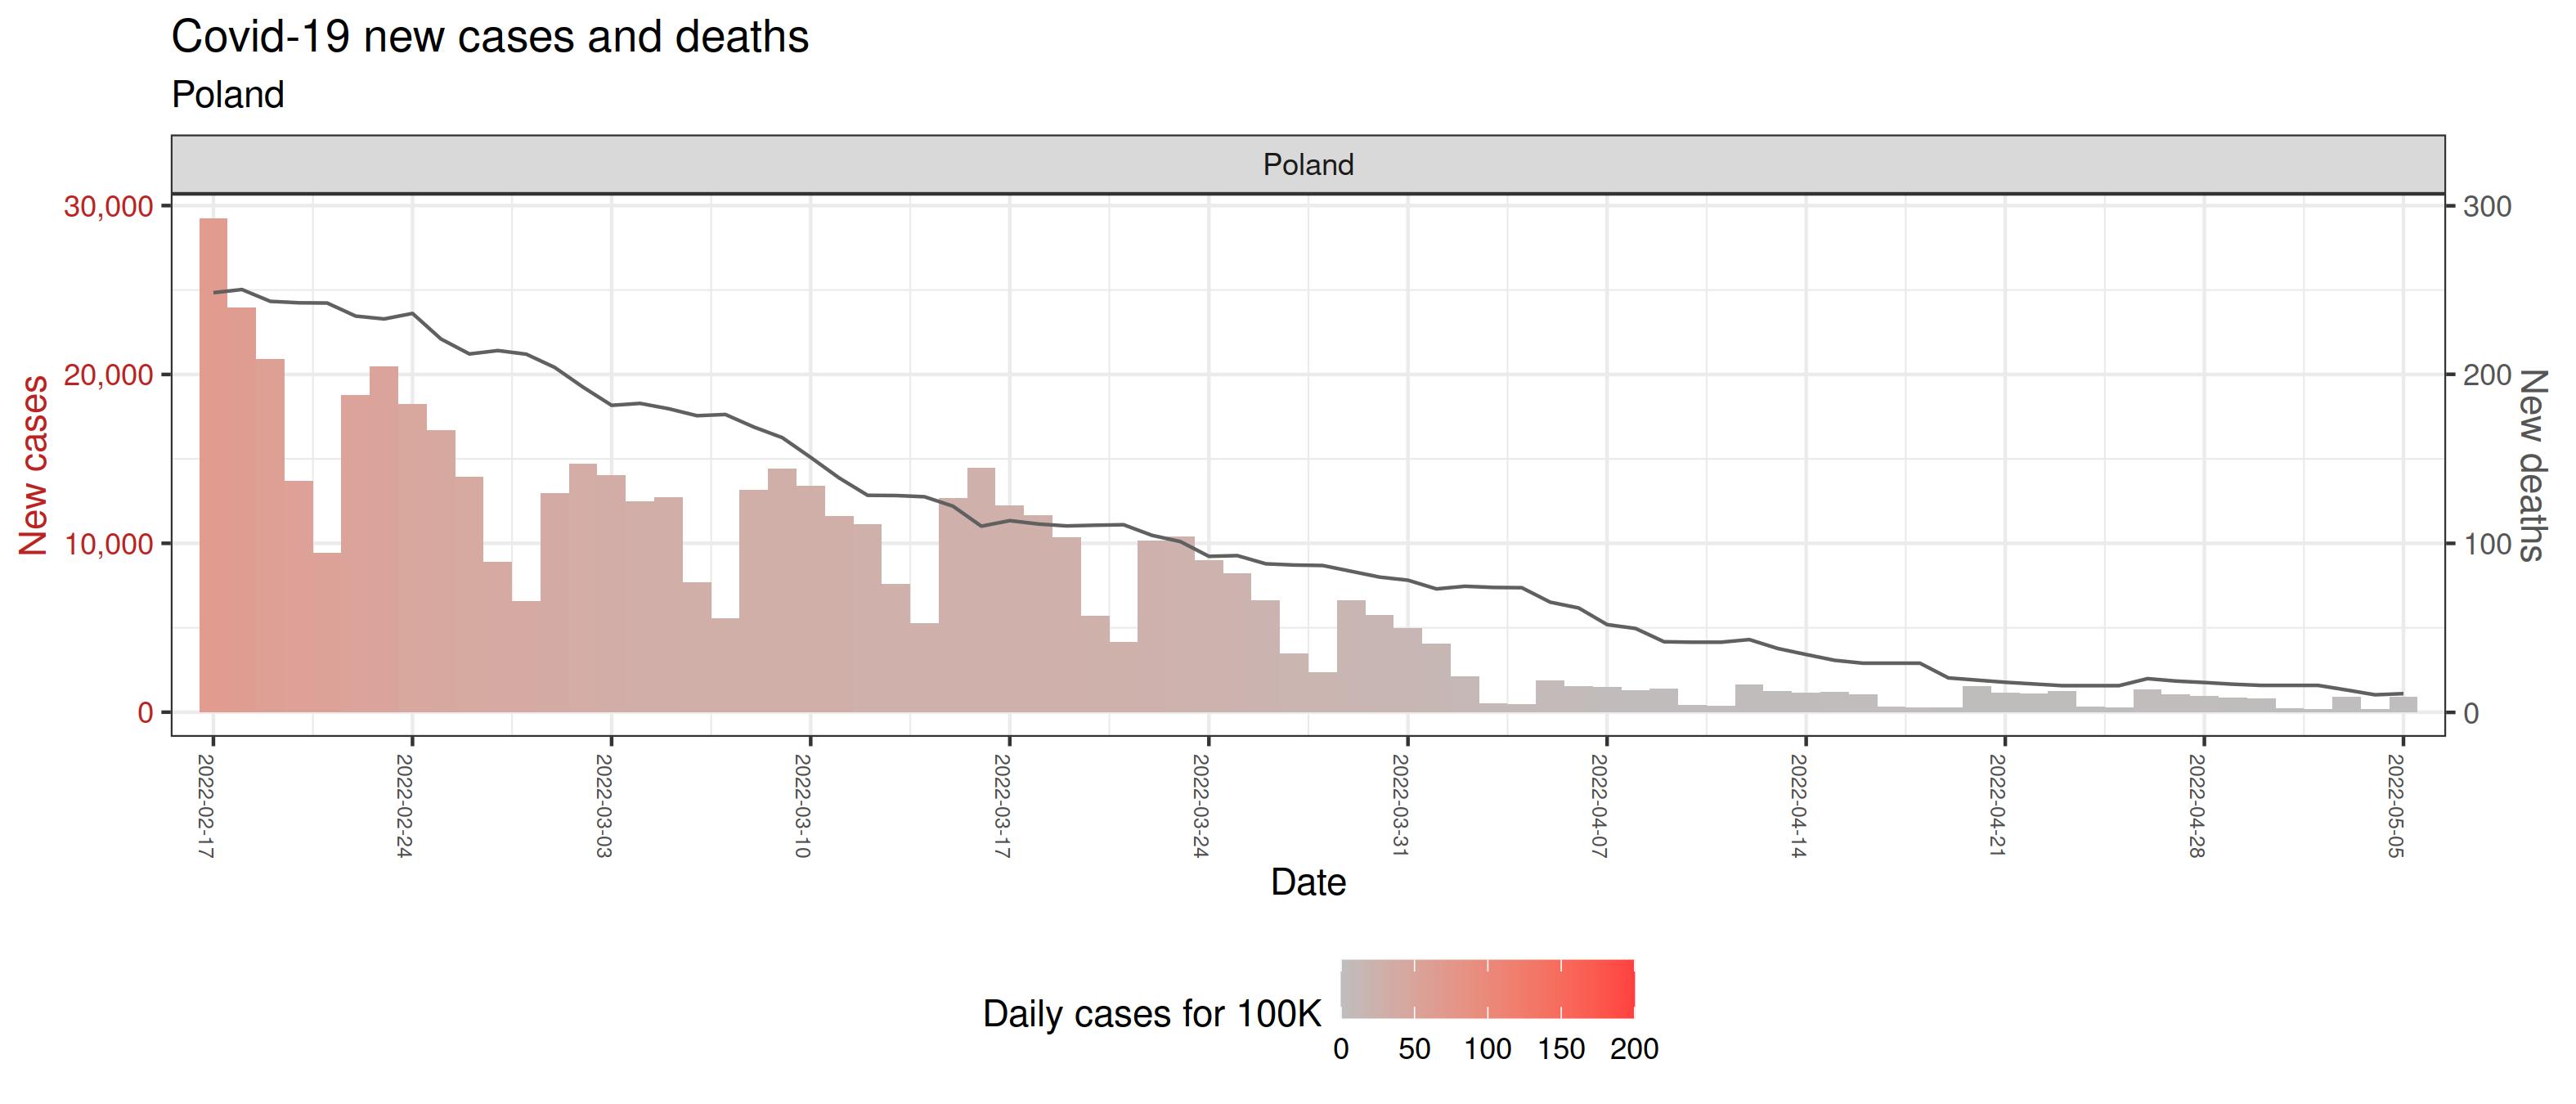 Covid-19 new cases and deaths
Poland
Poland
30,000
20,000
10,000
0
New cases
300
200
100
0
New deaths
2022-02-17
2022-02-24
2022-03-03
2022-03-10
2022-03-17
2022-03-24
2022-03-31
2022-04-07
2022-04-14
2022-04-21
2022-04-28
2022-05-05
Date
Daily cases for 100K
0 50 100 150 200